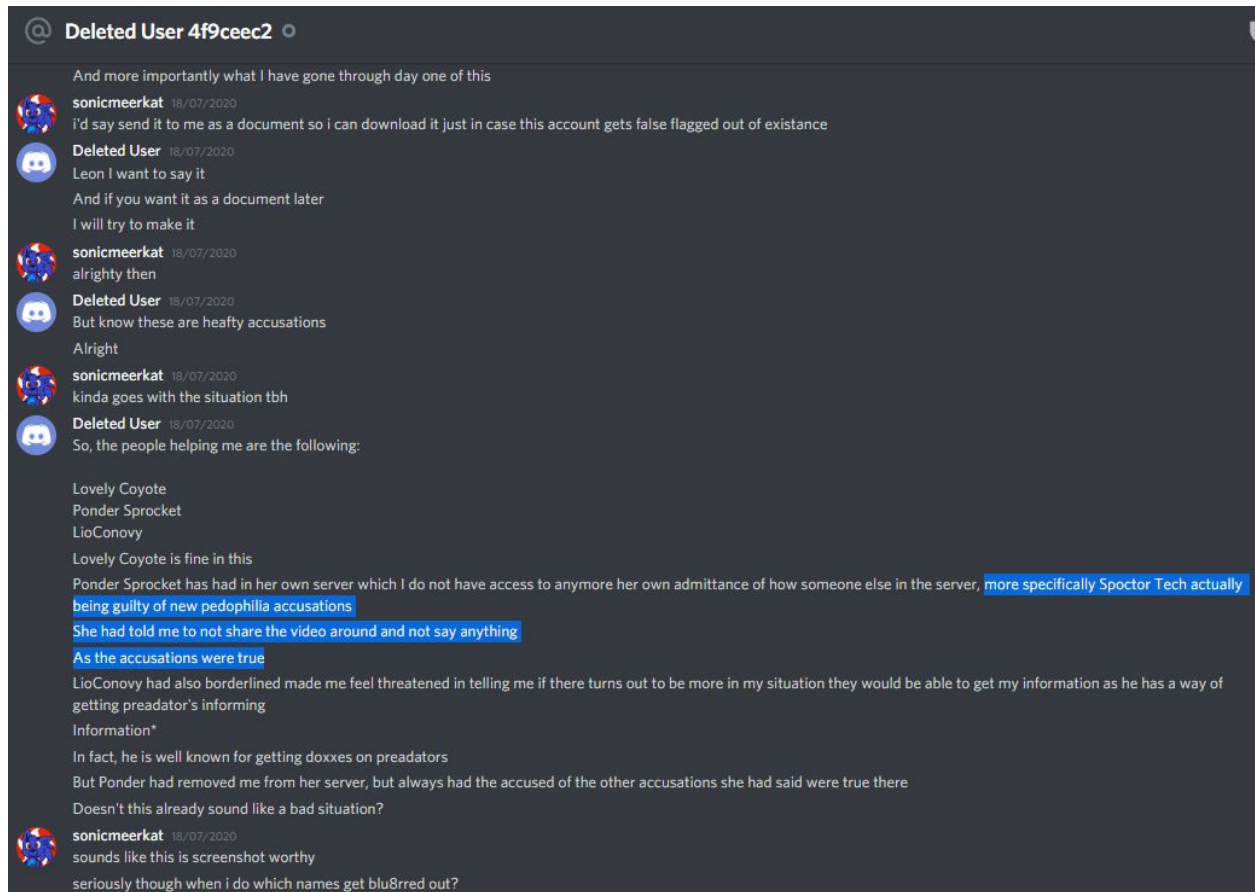 @ Deleted User 4f9ceec2
And more importantly what I have gone through day one of this
sonicmeerkat 18/07/2020
i'd say send it to me as a document so i can download it just in case this account gets false flagged out of existance
Deleted User 18/07/2020
Leon I want to say it
And if you want it as a document later
I will try to make it
sonicmeerkat 18/07/2020
alrighty then
Deleted User 18/07/2020
But know these are heafty accusations
Alright
sonicmeerkat 18/07/2020
kinda goes with the situation tbh
Deleted User 18/07/2020
So, the people helping me are the following:
Lovely Coyote
Ponder Sprocket
LioConovy
Lovely Coyote is fine in this
Ponder Sprocket has had in her own server which I do not have access to anymore her own admittance of how someone else in the server, more specifically Spoctor Tech actually
being guilty of new pedophilia accusations
She had told me to not share the video around and not say anything
As the accusations were true
LioConovy had also borderlined made me feel threatened in telling me if there turns out to be more in my situation they would be able to get my information as he has a way of
getting preadator's informing
Information*
In fact, he is well known for getting doxxes on preadators
But Ponder had removed me from her server, but always had the accused of the other accusations she had said were true there
Doesn't this already sound like a bad situation?
sonicmeerkat 18/07/2020
sounds like this is screenshot worthy
seriously though when i do which names get blu8rred out?